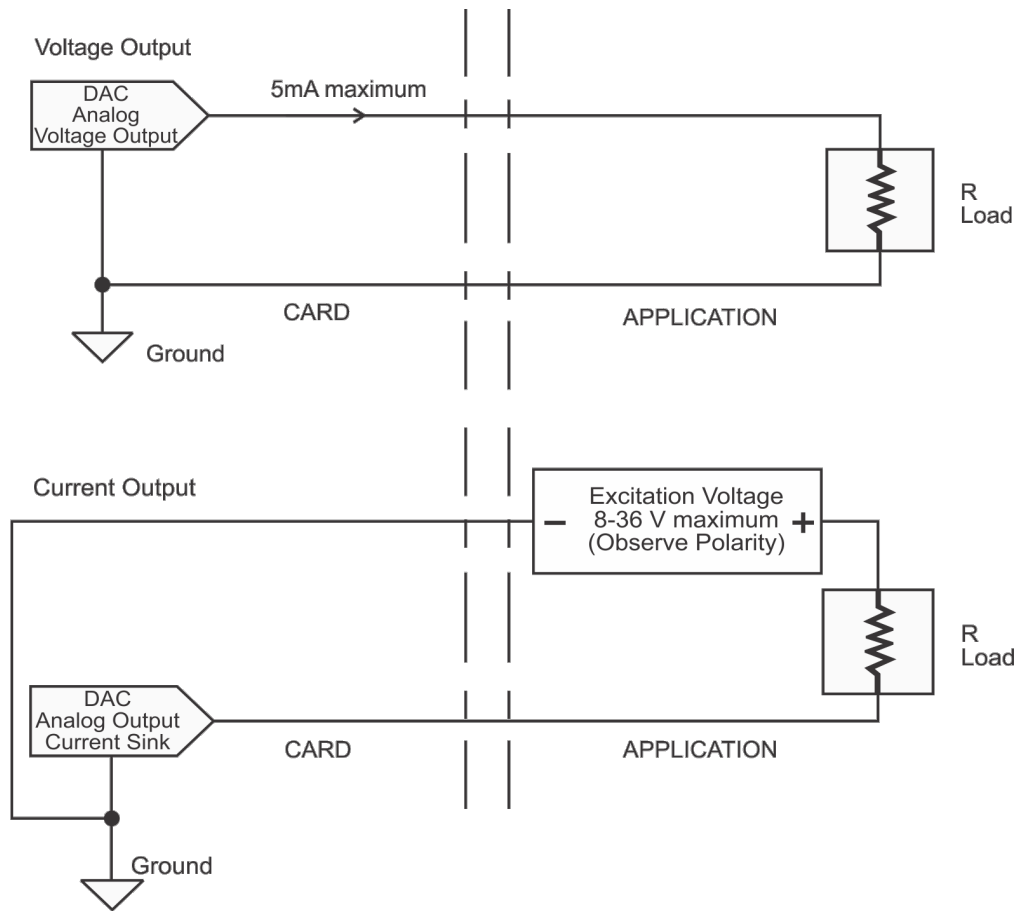 Voltage Output
DAC
Analog
Voltage Output
5mA maximum
R
Load
CARD
APPLICATION
Ground
Current Output
Excitation Voltage
8-36 V maximum
(Observe Polarity)
−
+
R
Load
DAC
Analog Output
Current Sink
CARD
APPLICATION
Ground